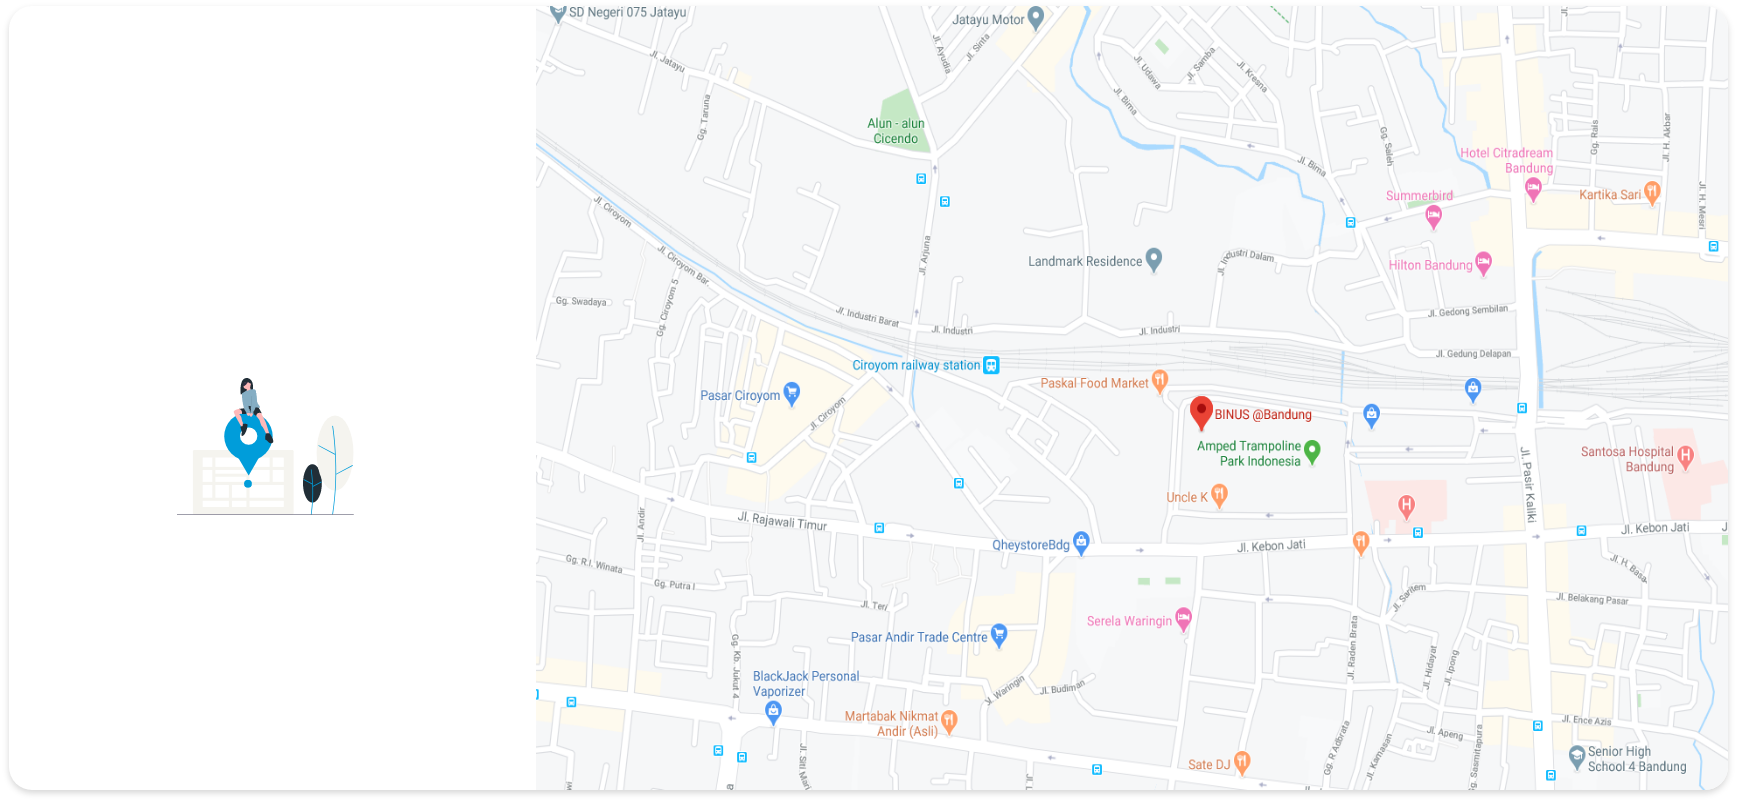 SD Negeri 075 Jatayu
Jatayu Motor
Jl. Ayudia
Jl. Sinta
Jl. Jatayu
Gg. Taruna
Alun - alun
Cicendo
Jl. Udawa
Jl. Samba
Jl. Kresna
Jl. Bima
Gg. Saleh
Jl. Bima
Gg. Rais
Jl. H. Akbar
Jl. H. Mesri
Hotel Citradream
Bandung
Kartika Sari
Summerbird
Hilton Bandung
Jl. Ciroyom
Jl. Ciroyom Bar.
Gg. Ciroyom 5
Gg. Swadaya
Jl. Arjuna
Landmark Residence
Jl. Industri Dalam
Jl. Industri Barat
Jl. Industri
Jl. Industri
Jl. Gedong Sembilan
Jl. Gedung Delapan
Ciroyom railway station
Paskal Food Market
Pasar Ciroyom
Jl. Ciroyom
BINUS @Bandung
Amped Trampoline
Park Indonesia
Uncle K
Santosa Hospital
Bandung
Jl. Pasir Kaliki
Jl. Andir
Jl. Rajawali Timur
QheystoreBdg
Jl. Kebon Jati
Jl. Kebon Jati
J
Gg. R.I. Winata
Gg. Putra I
Jl. Teri
Jl. H. Basa
Jl. Saritem
Jl. Belakang Pasar
Serela Waringin
Pasar Andir Trade Centre
Gg. Kb. Jukut 4
Jl. Raden Brata
Jl. Hidayat
Jl. Ipong
BlackJack Personal
Vaporizer
Jl. Waringin
Jl. Budiman
Martabak Nikmat
Andir (Asli)
Jl. Ence Azis
Jl. Apeng
Gg. R Adbrata
Jl. Karnasan
Gg. Sasmitapura
Jl. Siti Mari
Jl. L
a
Sate DJ
Senior High
School 4 Bandung